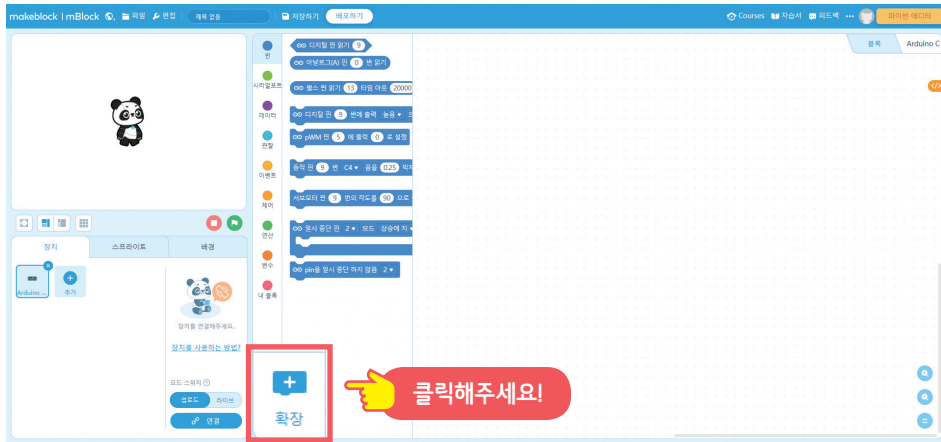 makeblock | mBlock
파일
편집
제목 없음
저장하기
배포하기
Courses
자습서
피드백
파이썬 에디터
핀
시리얼포트
데이터
관찰
이벤트
제어
연산
변수
내 블록
디지털 핀 읽기 9
아날로그(A) 핀 0 번 읽기
펄스 핀 읽기 13 타임 아웃 20000
디지털 핀 9 번에 출력 높음
pWM 핀 5 에 출력 0 로 설정
음악 핀 9 번 C4 음을 0.25 박자
서보모터 핀 9 번의 각도를 90 으로
일시 중단 핀 2 모드 상승에 지
pin을 일시 중단 하지 않음 2
블록
Arduino C
</>
장치
스프라이트
배경
Arduino ...
추가
장치를 연결해주세요.
장치를 사용하는 방법?
모드 스위치
업로드
라이브
연결
확장
클릭해주세요!